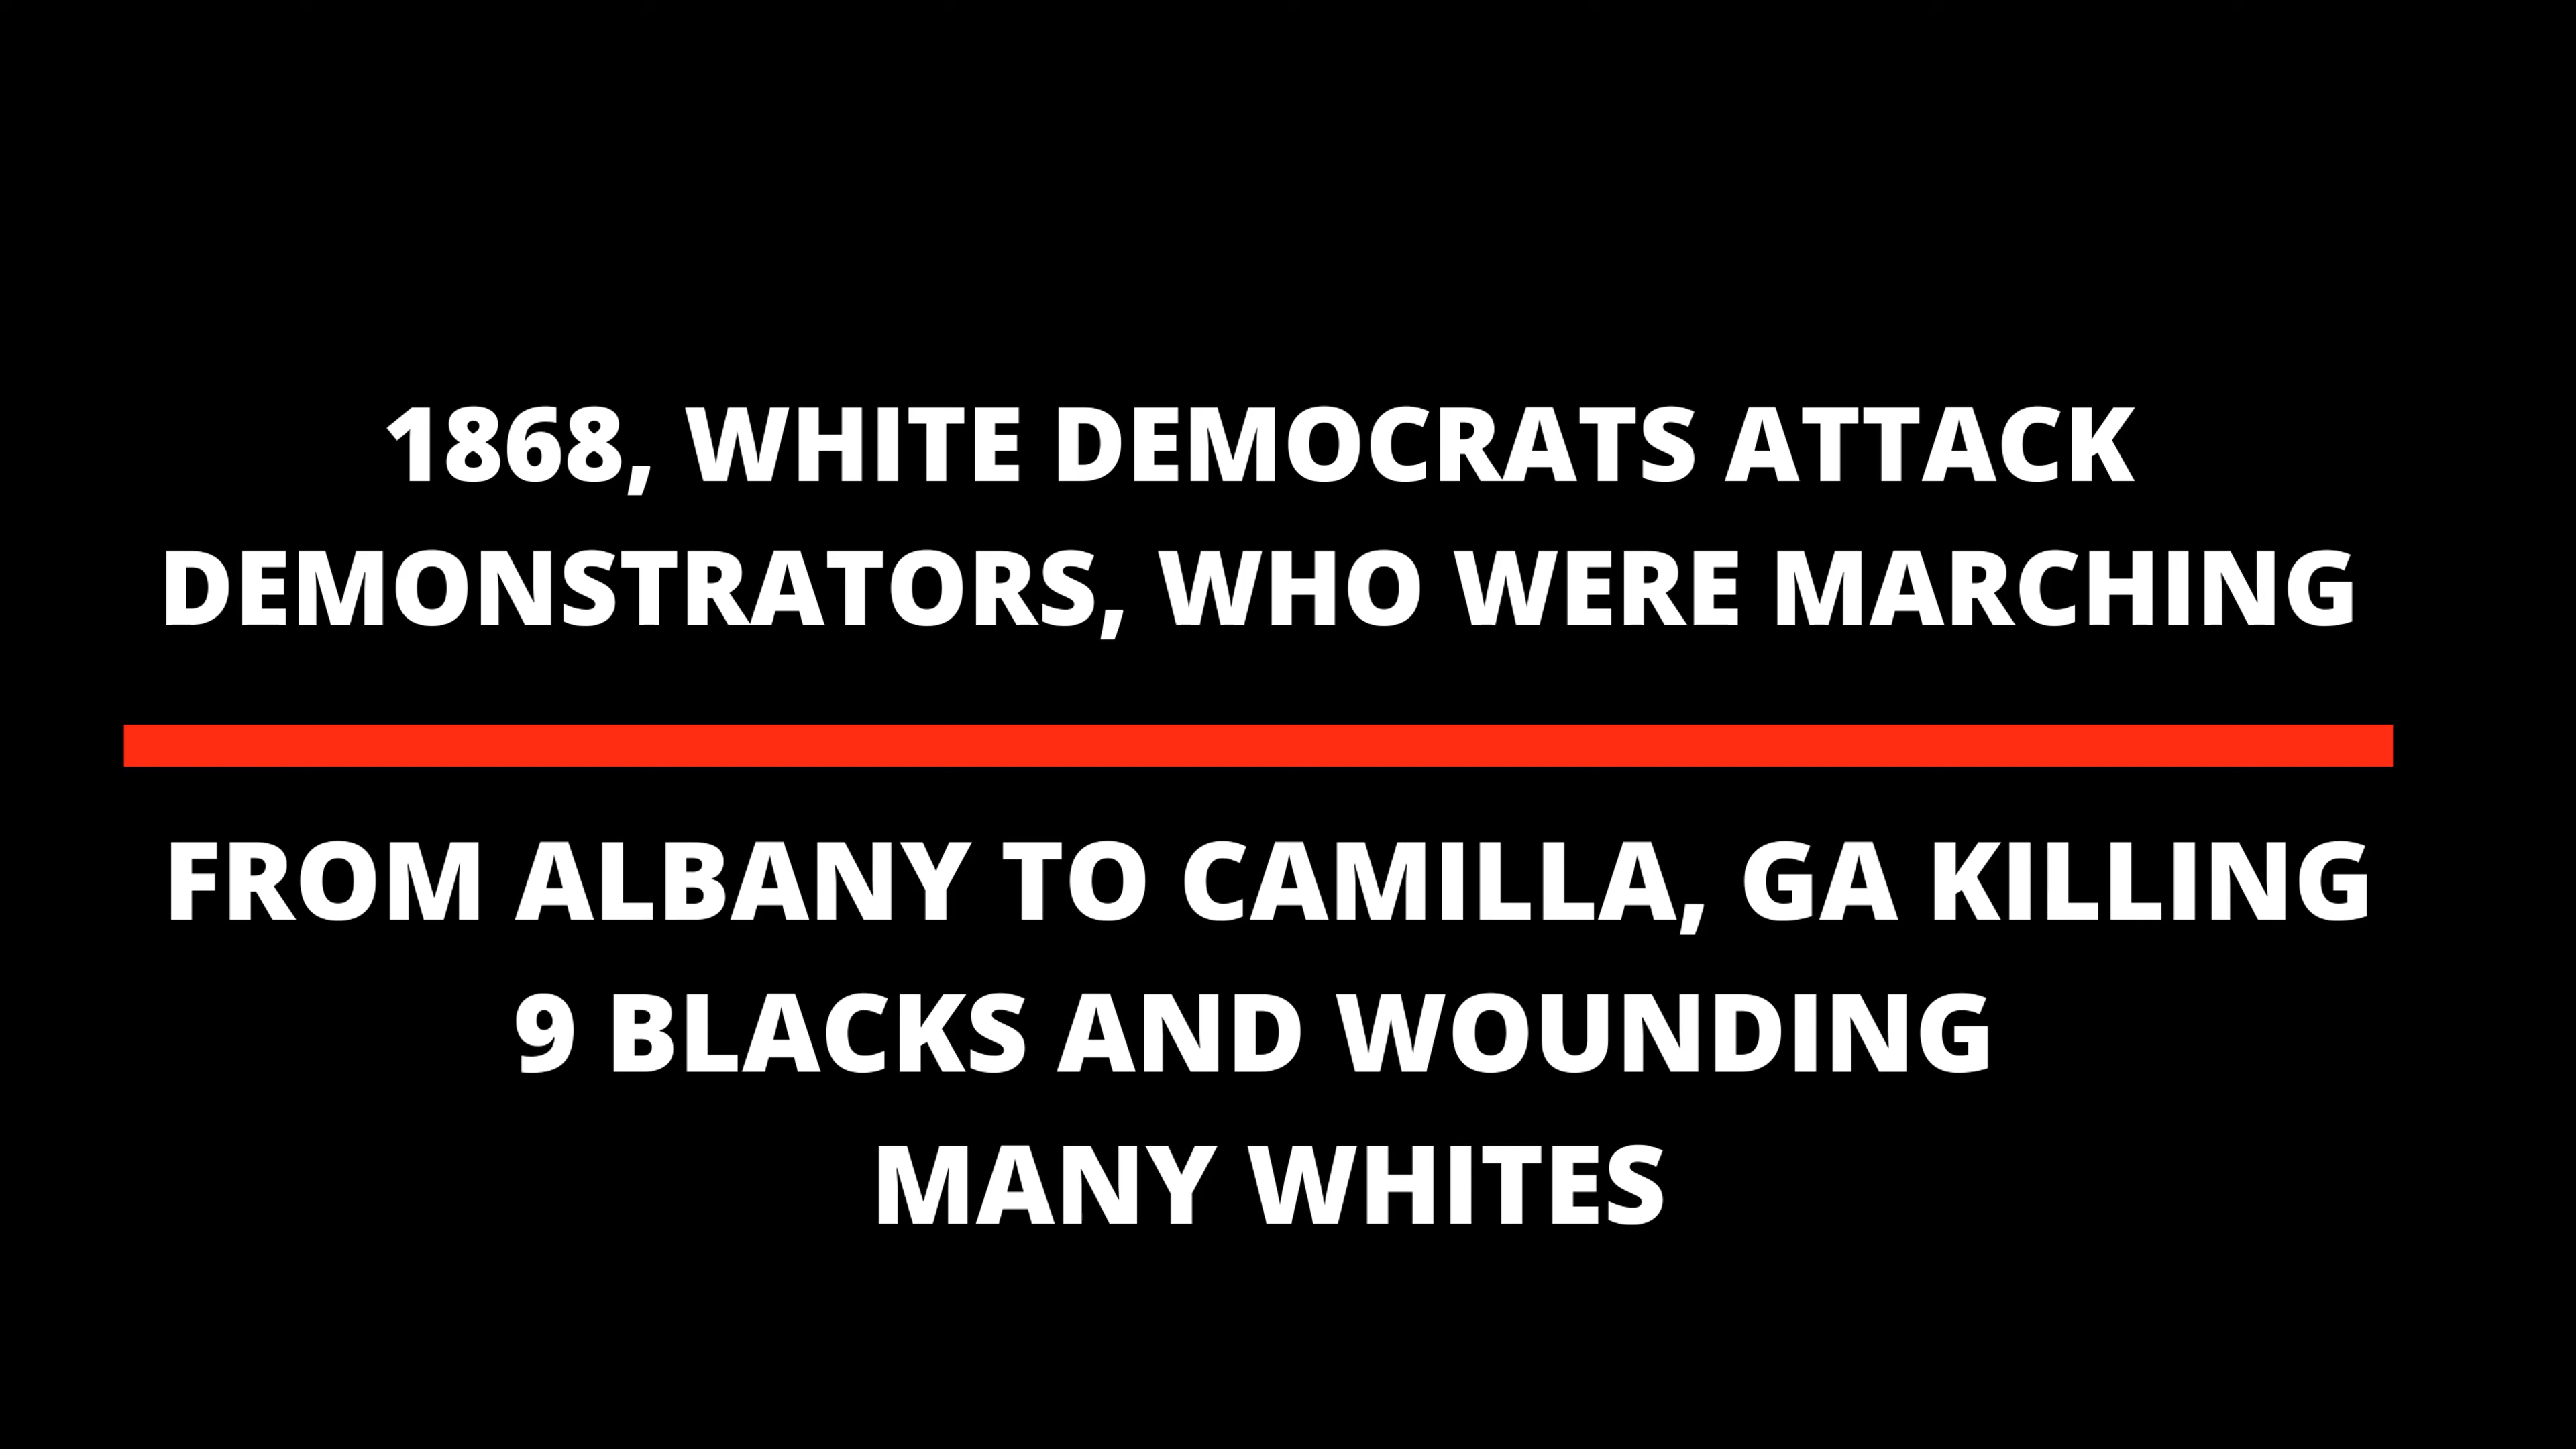 1868, WHITE DEMOCRATS ATTACK
DEMONSTRATORS, WHO WERE MARCHING
FROM ALBANY TO CAMILLA, GA KILLING
9 BLACKS AND WOUNDING
MANY WHITES